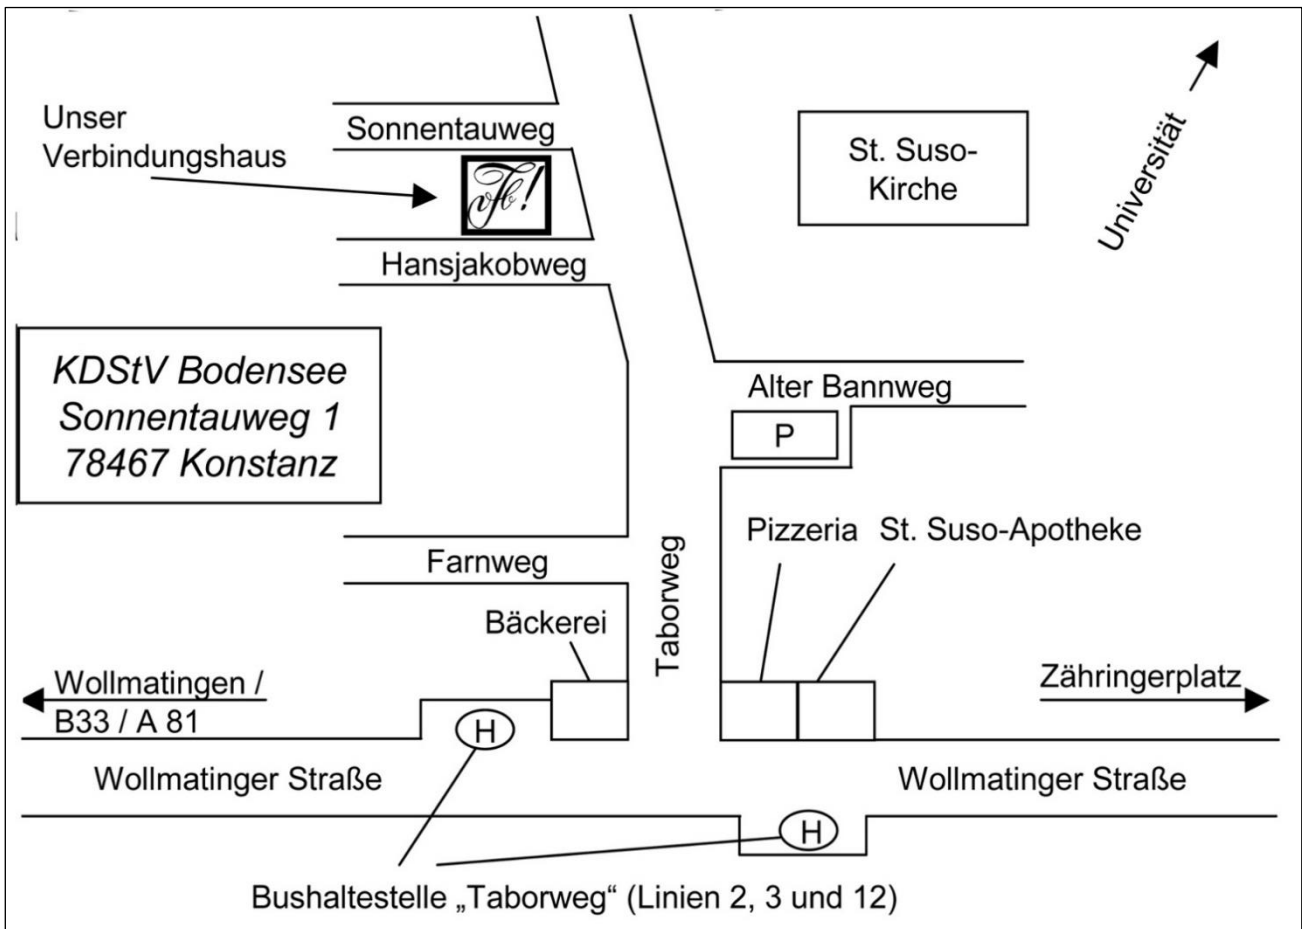 Unser
Verbindungshaus
Sonnentauweg
vfb!
Hansjakobweg
St. Suso-
Kirche
Universität
KDStV Bodensee
Sonnentauweg 1
78467 Konstanz
Alter Bannweg
P
Farnweg
Taborweg
Pizzeria
St. Suso-Apotheke
Bäckerei
Wollmatingen /
B33 / A 81
Zähringerplatz
H
Wollmatinger Straße
Wollmatinger Straße
H
Bushaltestelle „Taborweg“ (Linien 2, 3 und 12)